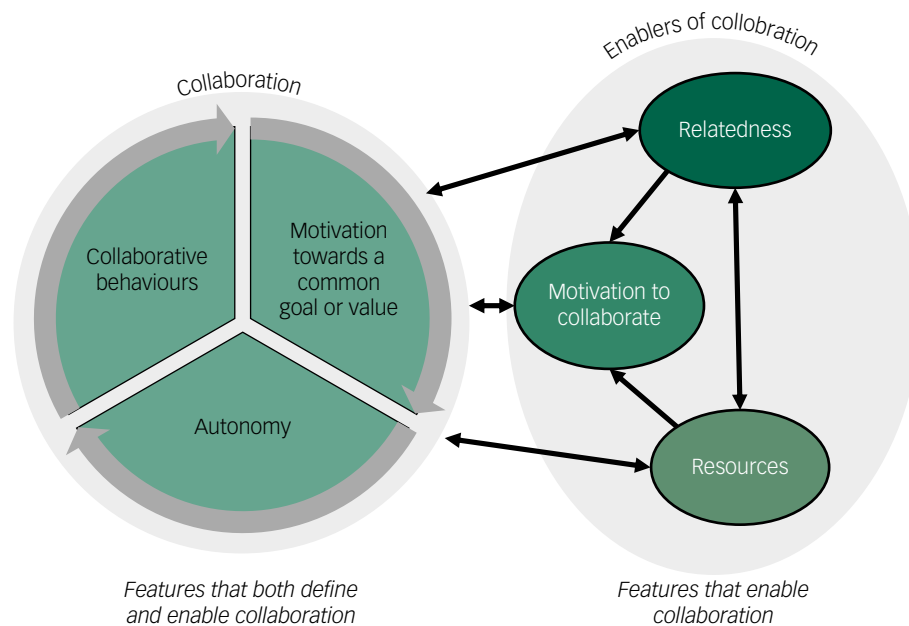 Collaboration
Enablers of collobration
Relatedness
Collaborative
behaviours
Motivation
towards a
common
goal or value
Motivation to
collaborate
Autonomy
Resources
Features that both define
and enable collaboration
Features that enable
collaboration